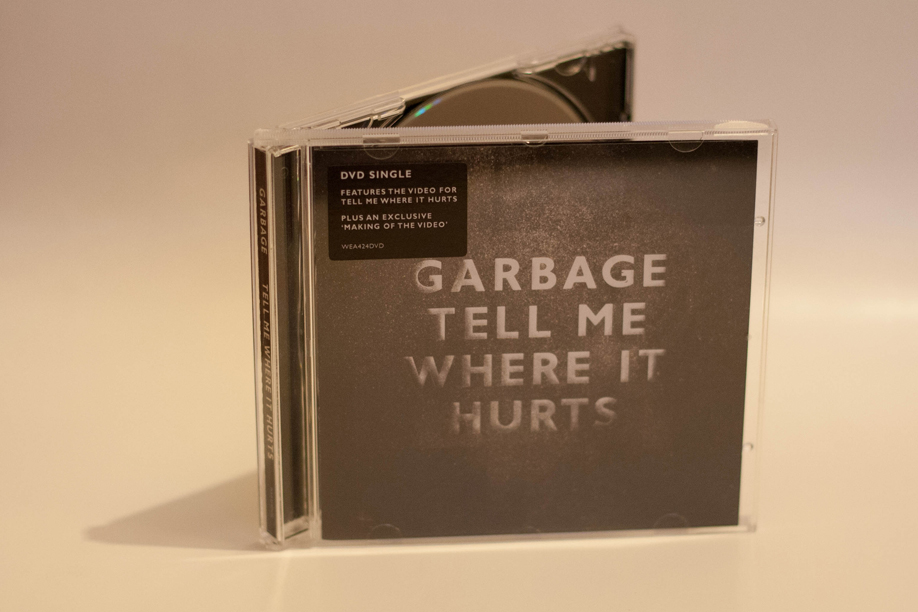 DVD SINGLE
FEATURES THE VIDEO FOR
TELL ME WHERE IT HURTS
PLUS AN EXCLUSIVE
'MAKING OF THE VIDEO'
WEA424DVD
GARBAGE
TELL ME
WHERE IT
HURTS
GARBAGE TELL ME WHERE IT HURTS